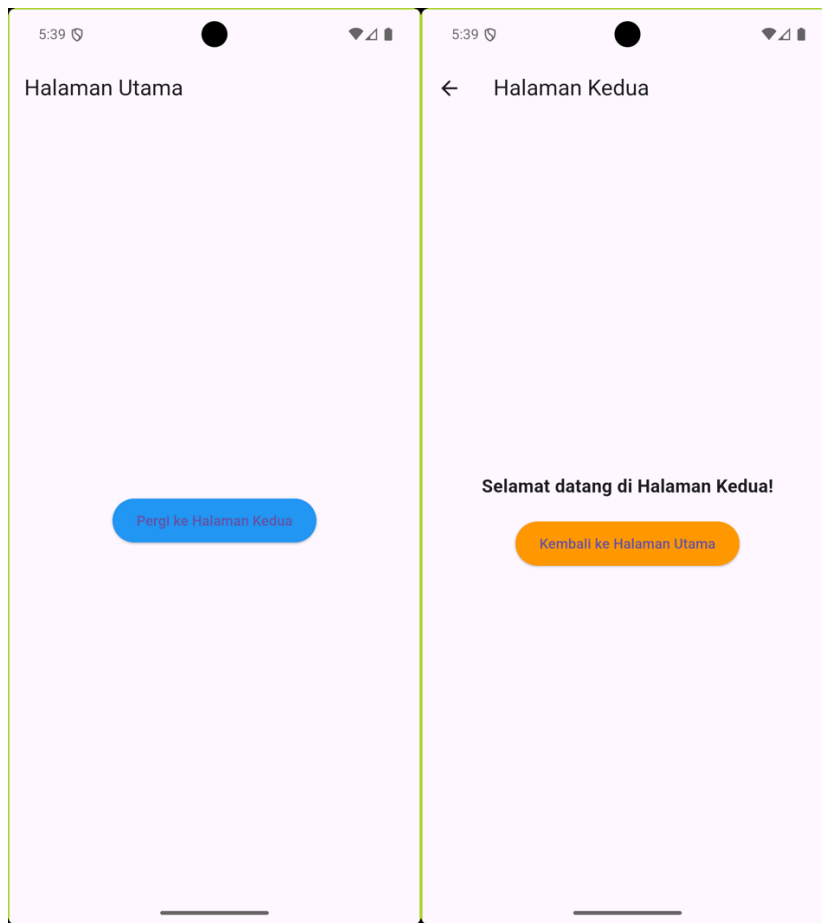 5:39
Halaman Utama
Pergi ke Halaman Kedua
5:39
Halaman Kedua
Selamat datang di Halaman Kedua!
Kembali ke Halaman Utama